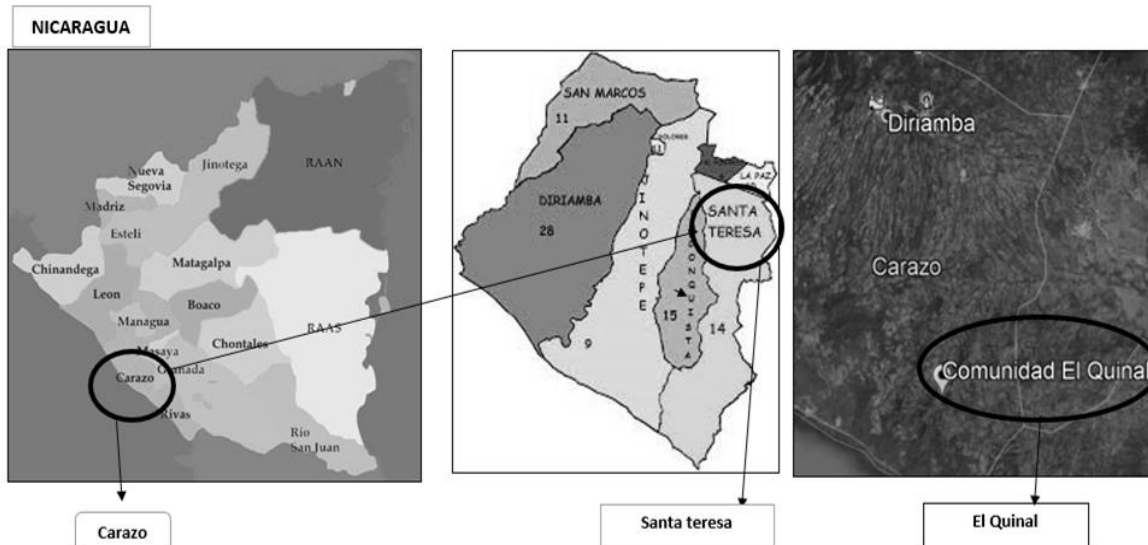 NICARAGUA
RAAN
Jinotega
Nueva
Segovia
Madriz
Esteli
Chinandega
Matagalpa
Leon
Boaco
Managua
RAAS
Chontales
Masaya
Granada
Carazo
Rivas
Rio
San Juan
SAN MARCOS
11
DOLORES
LA PAZ
DIRIAMBA
28
JINOTEPE
SANTA
TERESA
CONQUISTA
15
14
9
Diriamba
Carazo
Comunidad El Quinal
Carazo
Santa teresa
El Quinal